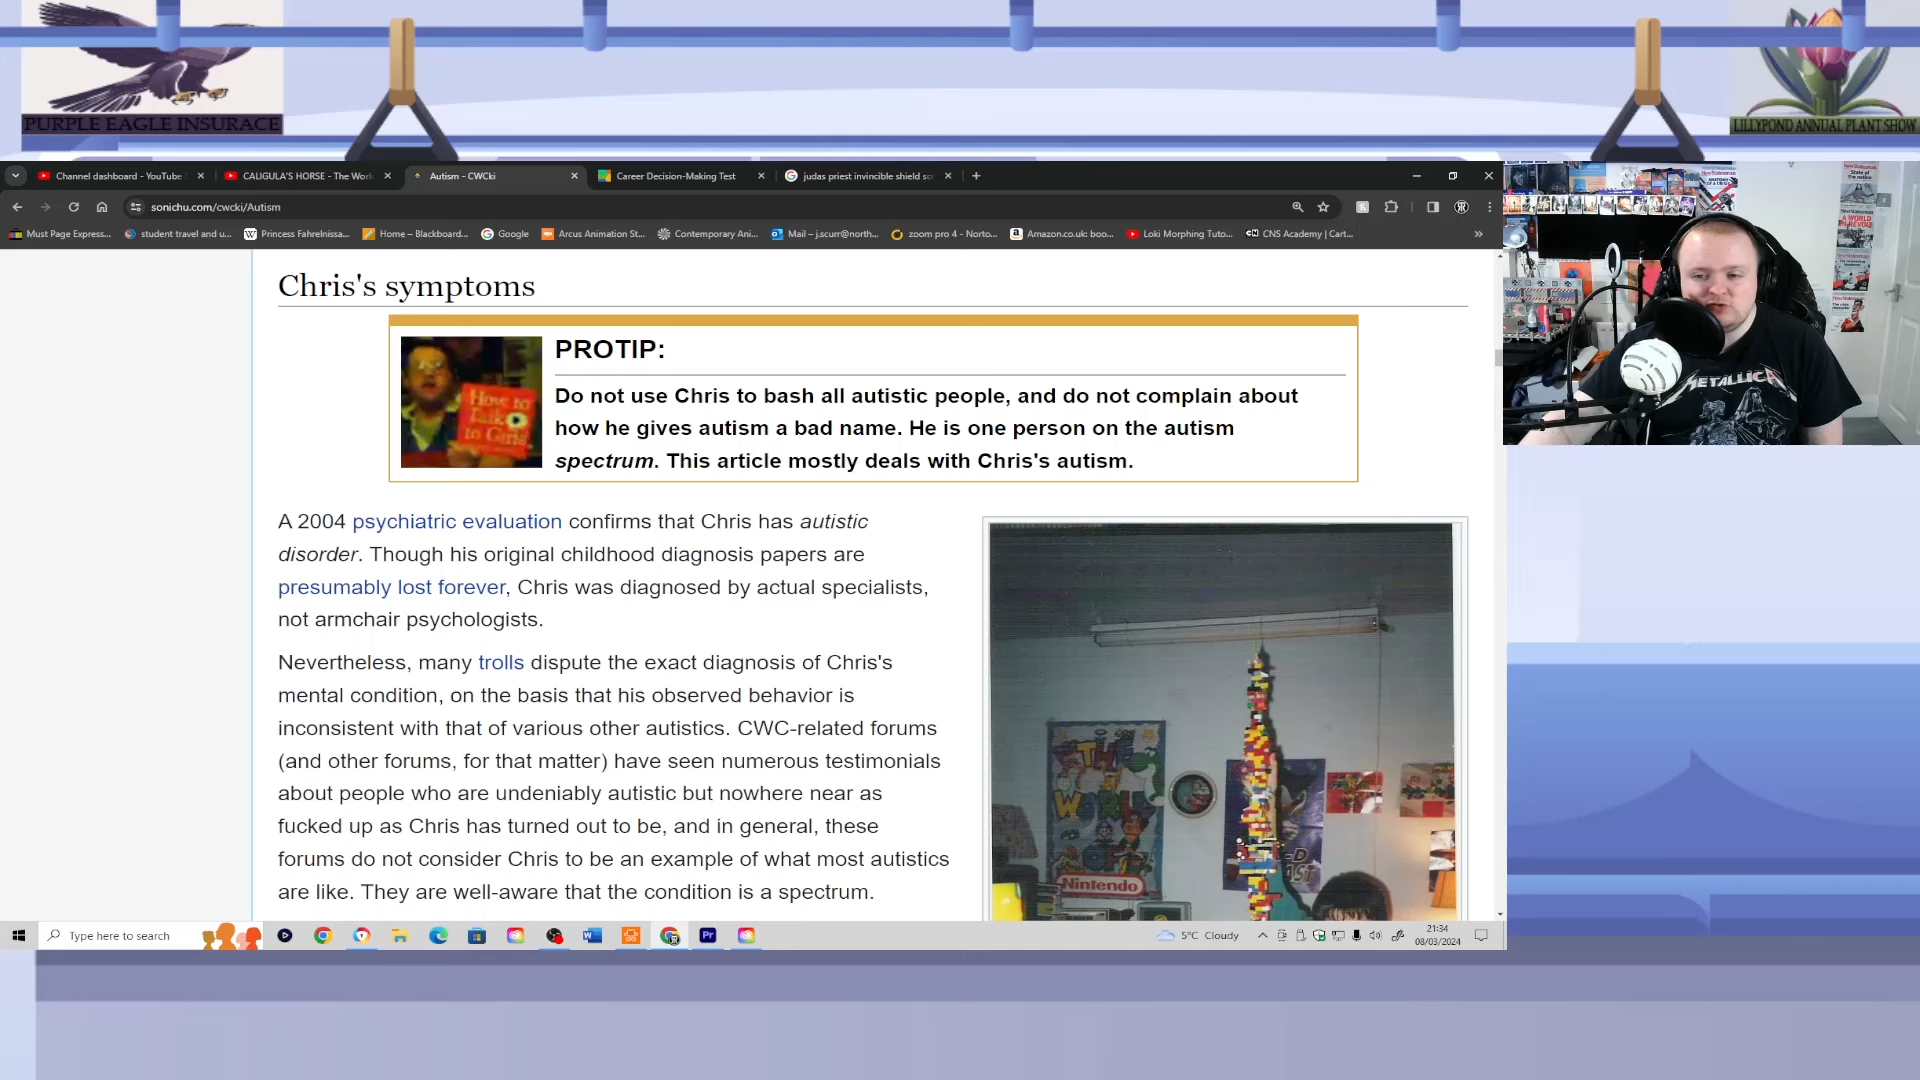 PURPLE EAGLE INSURACE
LILLYPOND ANNUAL PLANT SHOW
Channel dashboard - YouTube
CALIGULA'S HORSE - The Worl
Autism - CWCki
Career Decision-Making Test
judas priest invincible shield so
sonichu.com/cwcki/Autism
Must Page Express...
student travel and u...
Princess Fahrelnissa...
Home – Blackboard...
Google
Arcus Animation St...
Contemporary Ani...
Mail – j.scurr@north...
zoom pro 4 - Norto...
Amazon.co.uk: boo...
Loki Morphing Tuto...
CNS Academy | Cart...
Chris's symptoms
PROTIP:
How to
Talk
to Girls
Do not use Chris to bash all autistic people, and do not complain about
how he gives autism a bad name. He is one person on the autism
spectrum. This article mostly deals with Chris's autism.
A 2004 psychiatric evaluation confirms that Chris has autistic
disorder. Though his original childhood diagnosis papers are
presumably lost forever, Chris was diagnosed by actual specialists,
not armchair psychologists.
Nevertheless, many trolls dispute the exact diagnosis of Chris's
mental condition, on the basis that his observed behavior is
inconsistent with that of various other autistics. CWC-related forums
(and other forums, for that matter) have seen numerous testimonials
about people who are undeniably autistic but nowhere near as
fucked up as Chris has turned out to be, and in general, these
forums do not consider Chris to be an example of what most autistics
are like. They are well-aware that the condition is a spectrum.
THE
WORLD
OF
Nintendo
METALLICA
NewStatesman
Type here to search
5°C Cloudy
21:34
08/03/2024